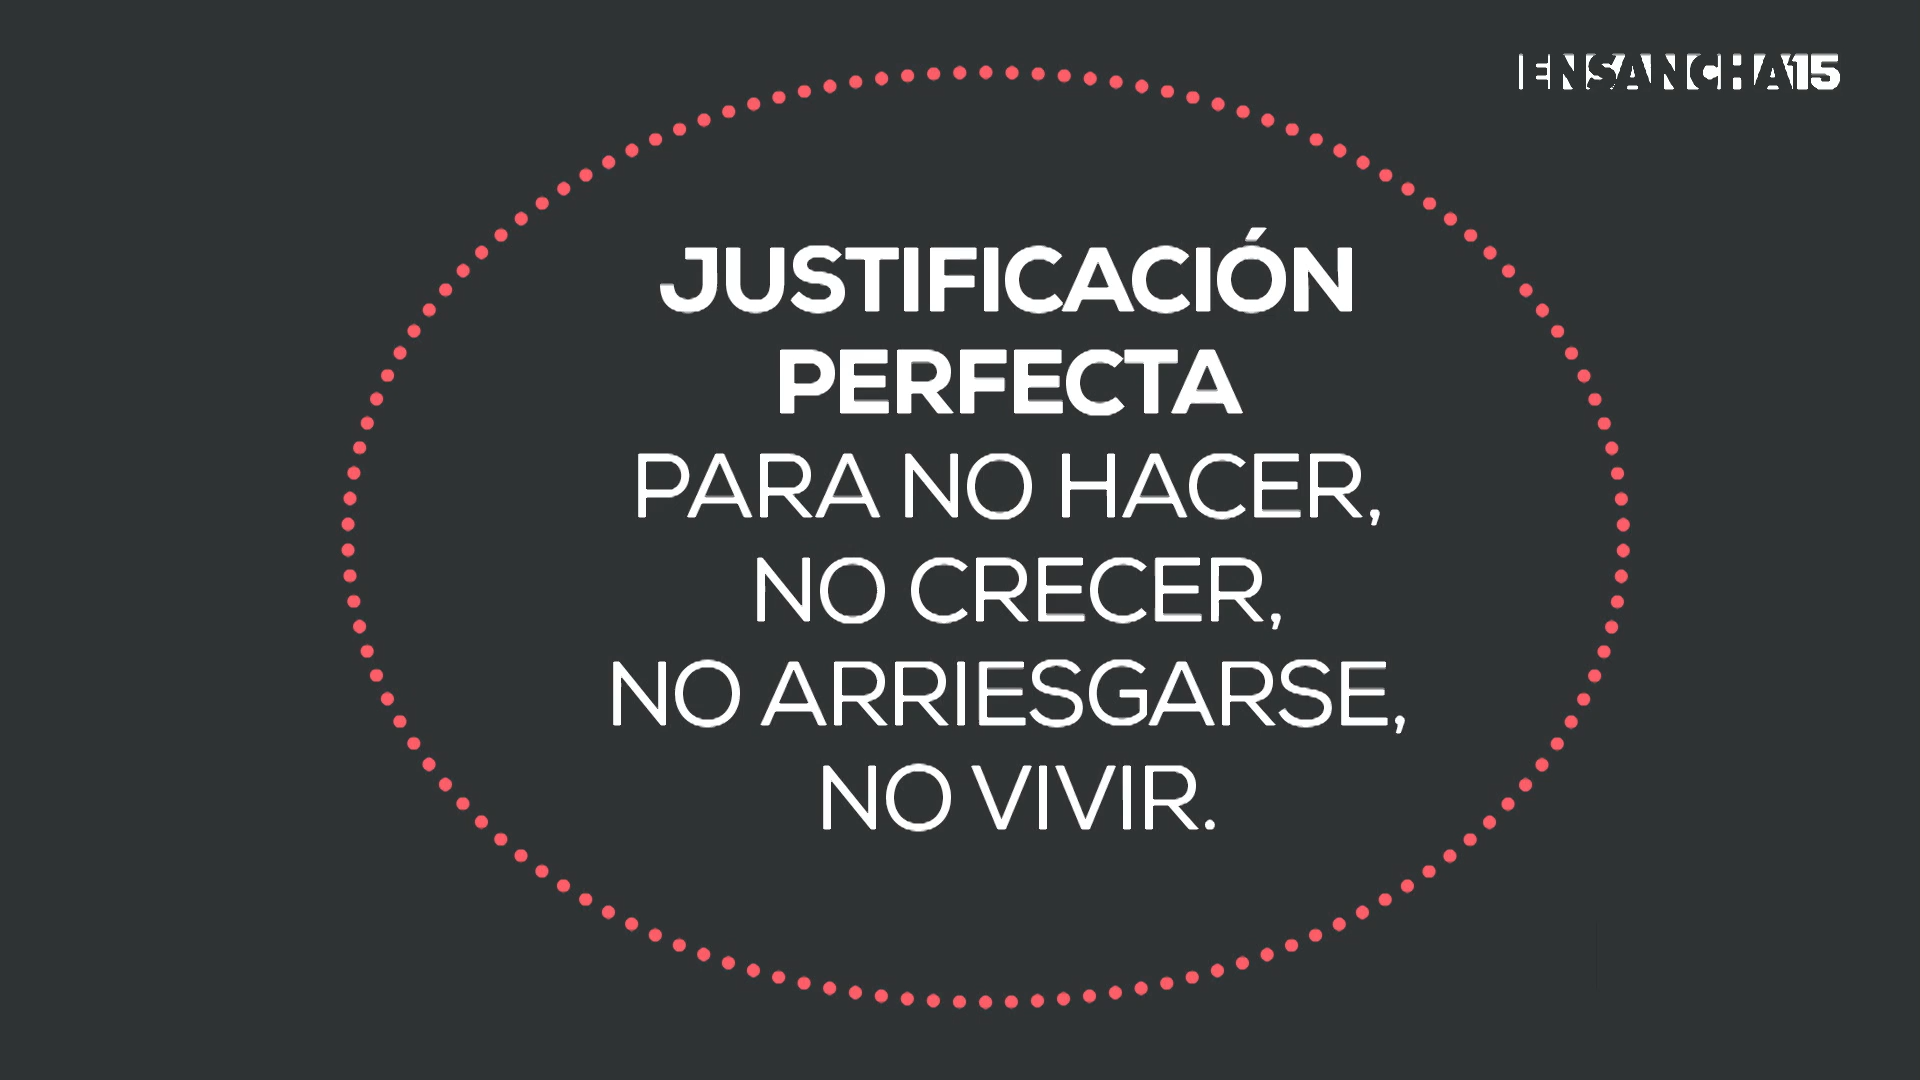 ENSANCHA15
JUSTIFICACIÓN
PERFECTA
PARA NO HACER,
NO CRECER,
NO ARRIESGARSE,
NO VIVIR.